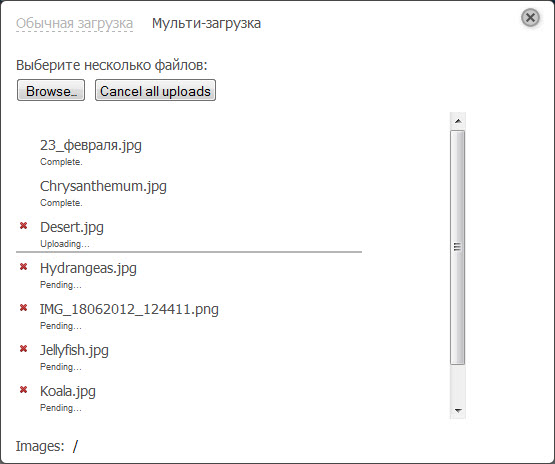 Обычная загрузка Мульти-загрузка
Выберите несколько файлов:
Browse... Cancel all uploads
23_февраля.jpg
Complete.
Chrysanthemum.jpg
Complete.
Desert.jpg
Uploading...
Hydrangeas.jpg
Pending...
IMG_18062012_124411.png
Pending...
Jellyfish.jpg
Pending...
Koala.jpg
Pending...
Images: /